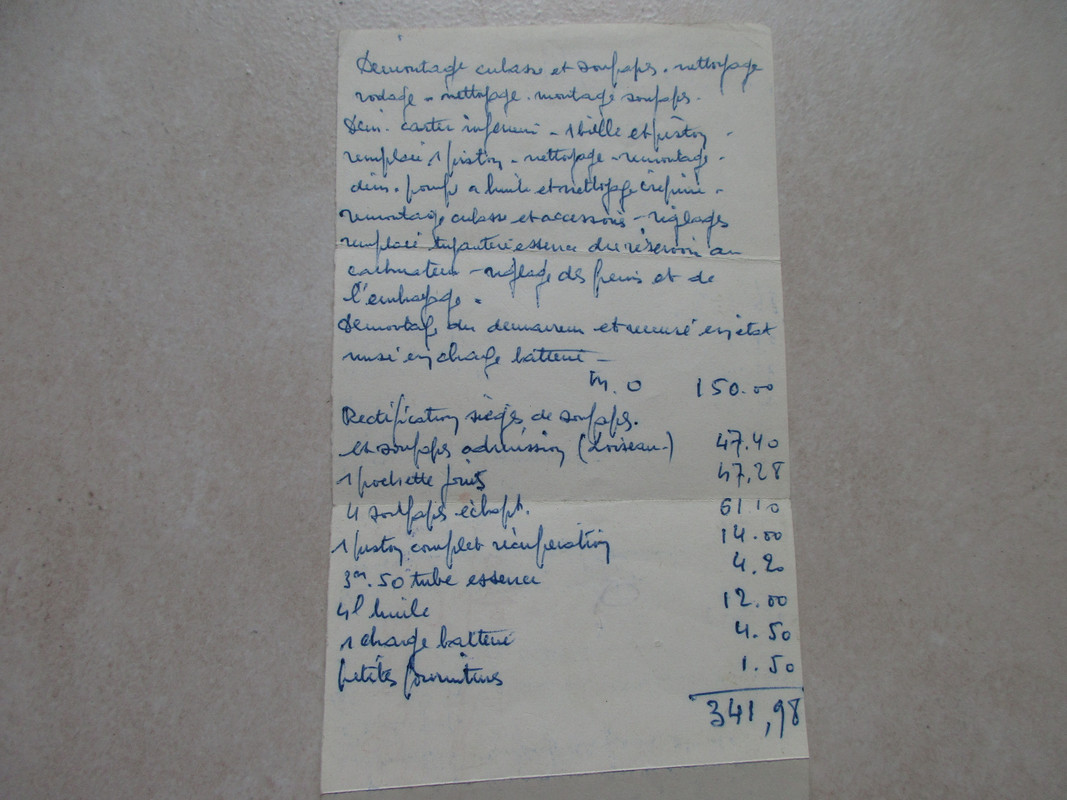 Demontage culasse et soupapes. nettoyage
rodage - nettoyage. montage soupapes.
Dém. carter inférieur - 1 bielle et piston -
remplacé 1 piston - nettoyage - remontage -
dém. pompe a huile et nettoyage crépine -
remontage culasse et accessoires - réglages
remplacé tuyauterie essence du réservoir au
carburateur - réglage des freins et de
l'embrayage.
Demontage du demarreur et remise en état
mise en charge batterie -
M. O 150.00
Rectification sièges de soupapes.
et soupapes admission (Loiseau) 47.40
1 pochette joints 47,28
4 soupapes échapt. 61 10
1 piston complet récupération 14.00
3m.50 tube essence 4.20
4l huile 12.00
1 charge batterie 4.50
petites fournitures 1.50
341,98